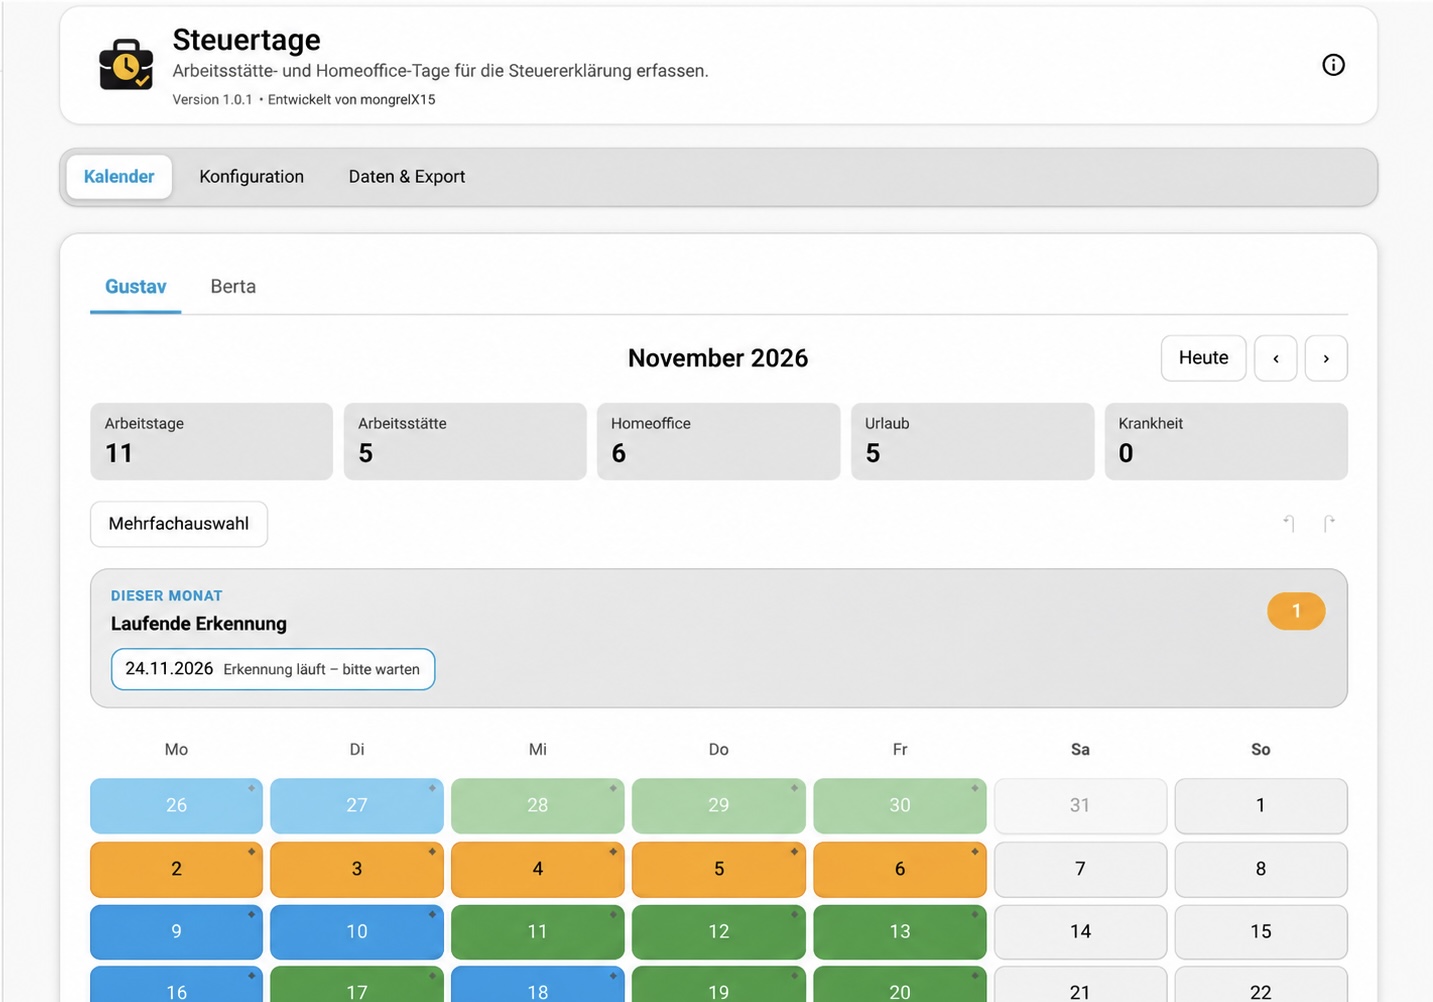 Steuertage
Arbeitsstätte- und Homeoffice-Tage für die Steuererklärung erfassen.
Version 1.0.1 • Entwickelt von mongrelX15
Kalender Konfiguration Daten & Export
Gustav Berta
November 2026 Heute ‹ ›
Arbeitstage Arbeitsstätte Homeoffice Urlaub Krankheit
11 5 6 5 0
Mehrfachauswahl
DIESER MONAT
Laufende Erkennung 1
24.11.2026 Erkennung läuft – bitte warten
Mo Di Mi Do Fr Sa So
26 27 28 29 30 31 1
2 3 4 5 6 7 8
9 10 11 12 13 14 15
16 17 18 19 20 21 22